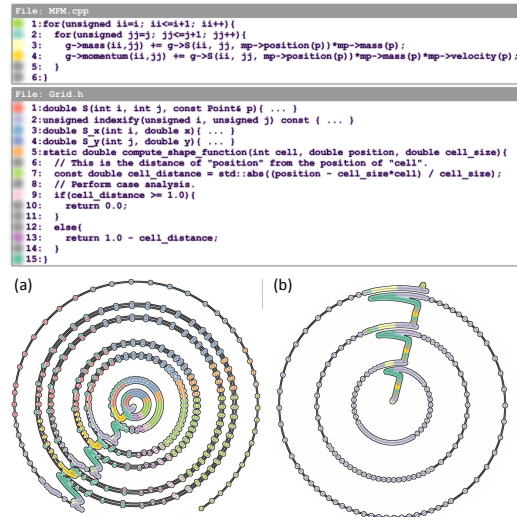 File: MPM.cpp
1:for(unsigned ii=i; ii<=i+1; ii++){
2:  for(unsigned jj=j; jj<=j+1; jj++){
3:    g->mass(ii,jj) += g->S(ii, jj, mp->position(p))*mp->mass(p);
4:    g->momentum(ii,jj) += g->S(ii, jj, mp->position(p))*mp->mass(p)*mp->velocity(p);
5:  }
6:}
File: Grid.h
1:double S(int i, int j, const Point& p){ ... }
2:unsigned indexify(unsigned i, unsigned j) const { ... }
3:double S_x(int i, double x){ ... }
4:double S_y(int j, double y){ ... }
5:static double compute_shape_function(int cell, double position, double cell_size){
6:  // This is the distance of "position" from the position of "cell".
7:  const double cell_distance = std::abs((position - cell_size*cell) / cell_size);
8:  // Perform case analysis.
9:  if(cell_distance >= 1.0){
10:    return 0.0;
11:  }
12:  else{
13:    return 1.0 - cell_distance;
14:  }
15:}
(a) (b)